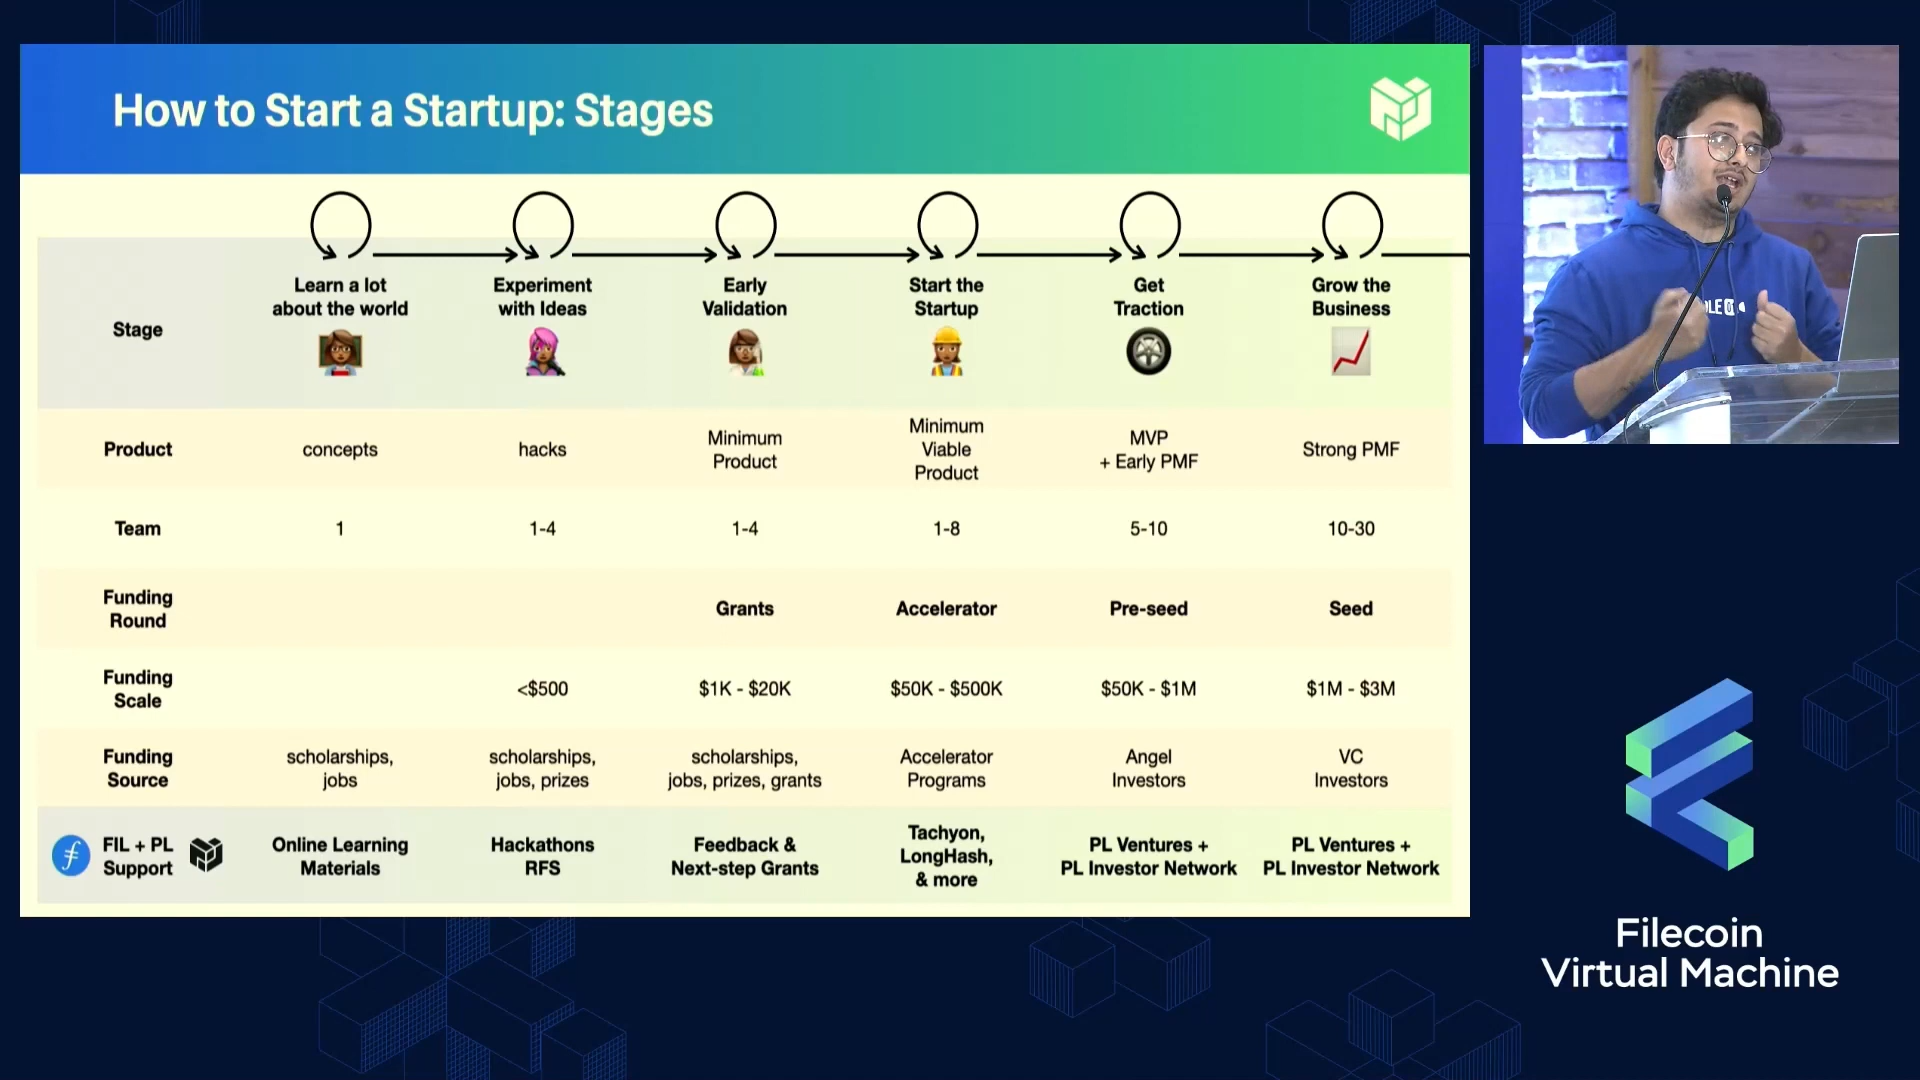 How to Start a Startup: Stages
Stage
Learn a lot
about the world
Experiment
with Ideas
Early
Validation
Start the
Startup
Get
Traction
Grow the
Business
Product
concepts
hacks
Minimum
Product
Minimum
Viable
Product
MVP
+ Early PMF
Strong PMF
Team
1
1-4
1-4
1-8
5-10
10-30
Funding
Round
Grants
Accelerator
Pre-seed
Seed
Funding
Scale
<$500
$1K - $20K
$50K - $500K
$50K - $1M
$1M - $3M
Funding
Source
scholarships,
jobs
scholarships,
jobs, prizes
scholarships,
jobs, prizes, grants
Accelerator
Programs
Angel
Investors
VC
Investors
FIL + PL
Support
Online Learning
Materials
Hackathons
RFS
Feedback &
Next-step Grants
Tachyon,
LongHash,
& more
PL Ventures +
PL Investor Network
PL Ventures +
PL Investor Network
Filecoin
Virtual Machine